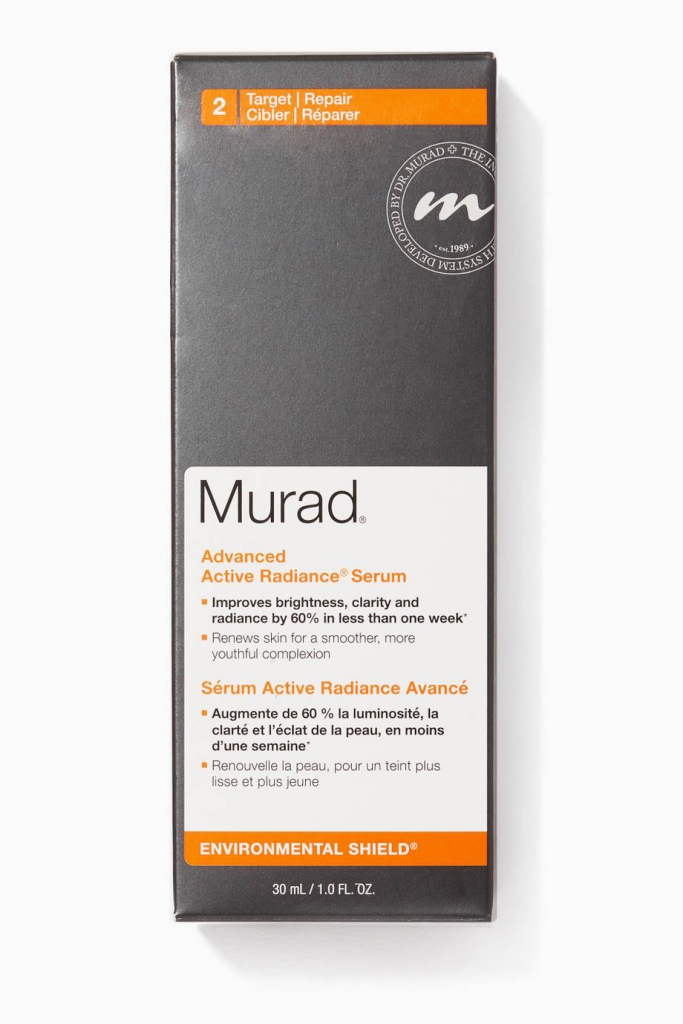 2 Target | Repair
Cibler | Réparer
DEVELOPED BY DR. MURAD ✚ THE IN
TH SYSTEM
m
• est.1989 •
Murad®
Advanced
Active Radiance® Serum
▪ Improves brightness, clarity and
radiance by 60% in less than one week*
▪ Renews skin for a smoother, more
youthful complexion
Sérum Active Radiance Avancé
▪ Augmente de 60 % la luminosité, la
clarté et l'éclat de la peau, en moins
d'une semaine*
▪ Renouvelle la peau, pour un teint plus
lisse et plus jeune
ENVIRONMENTAL SHIELD®
30 mL / 1.0 FL. OZ.